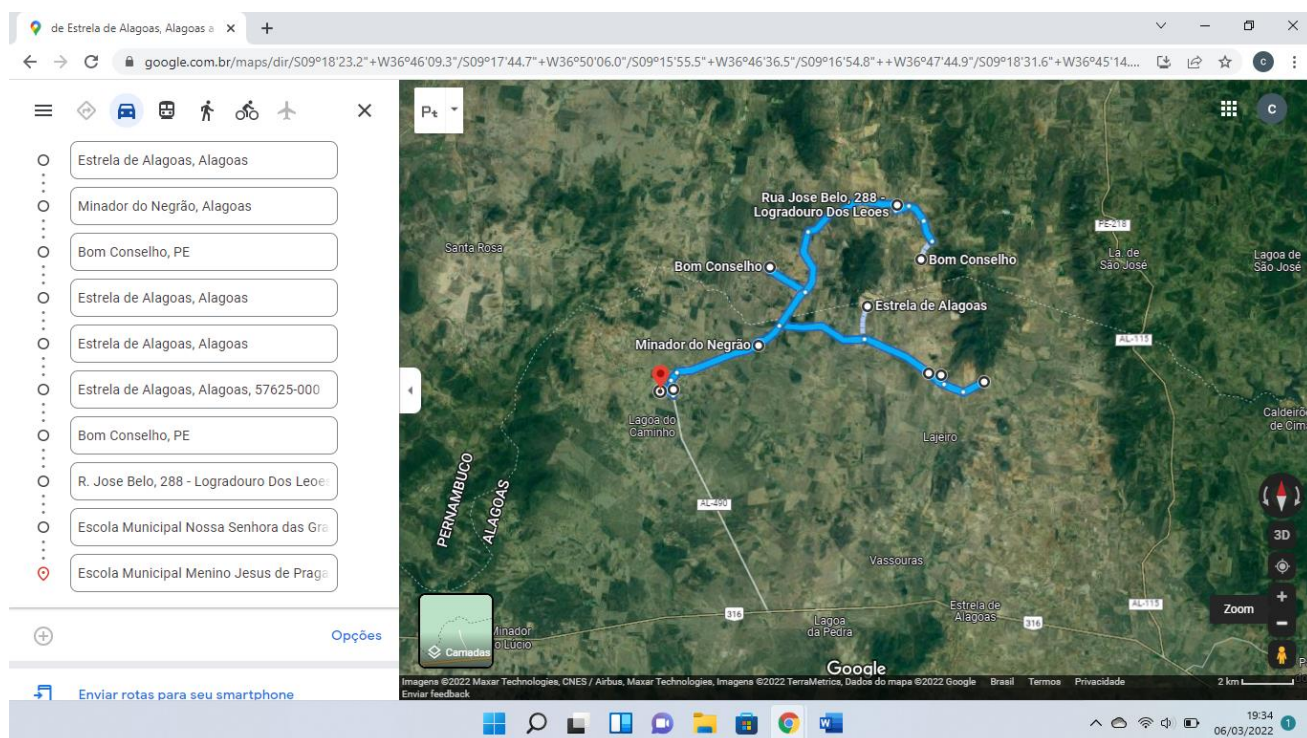 de Estrela de Alagoas, Alagoas a
google.com.br/maps/dir/S09°18'23.2"+W36°46'09.3"/S09°17'44.7"+W36°50'06.0"/S09°15'55.5"+W36°46'36.5"/S09°16'54.8"++W36°47'44.9"/S09°18'31.6"+W36°45'14....
C
Estrela de Alagoas, Alagoas
Minador do Negrão, Alagoas
Bom Conselho, PE
Estrela de Alagoas, Alagoas
Estrela de Alagoas, Alagoas
Estrela de Alagoas, Alagoas, 57625-000
Bom Conselho, PE
R. Jose Belo, 288 - Logradouro Dos Leoes
Escola Municipal Nossa Senhora das Gra
Escola Municipal Menino Jesus de Praga
Opções
Enviar rotas para seu smartphone
Pt
C
Rua Jose Belo, 288 -
Logradouro Dos Leoes
PE-218
Santa Rosa
La. de
São José
Lagoa de
São José
Bom Conselho
Bom Conselho
Estrela de Alagoas
AL-115
Minador do Negrão
Lagoa do
Caminho
Lajeiro
Caldeirõ
de Cim
PERNAMBUCO
ALAGOAS
AL-490
3D
Vassouras
Estrela de
Alagoas
AL-115
Zoom
316
Lagoa
da Pedra
316
Minador
o Lúcio
Camadas
Google
Imagens ©2022 Maxar Technologies, CNES / Airbus, Maxar Technologies, Imagens ©2022 TerraMetrics, Dados do mapa ©2022 Google Brasil Termos Privacidade 2 km
Enviar feedback
19:34
06/03/2022
1